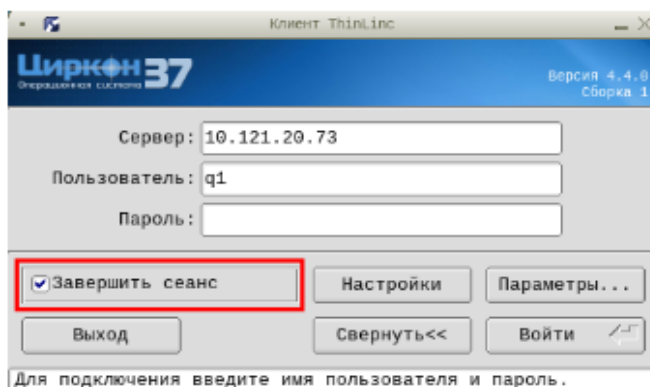 Клиент ThinLinc
Циркон 37
Операционная система
Версия 4.4.0
Сборка 1
Сервер: 10.121.20.73
Пользователь: q1
Пароль:
Завершить сеанс Настройки Параметры...
Выход Свернуть<< Войти
Для подключения введите имя пользователя и пароль.